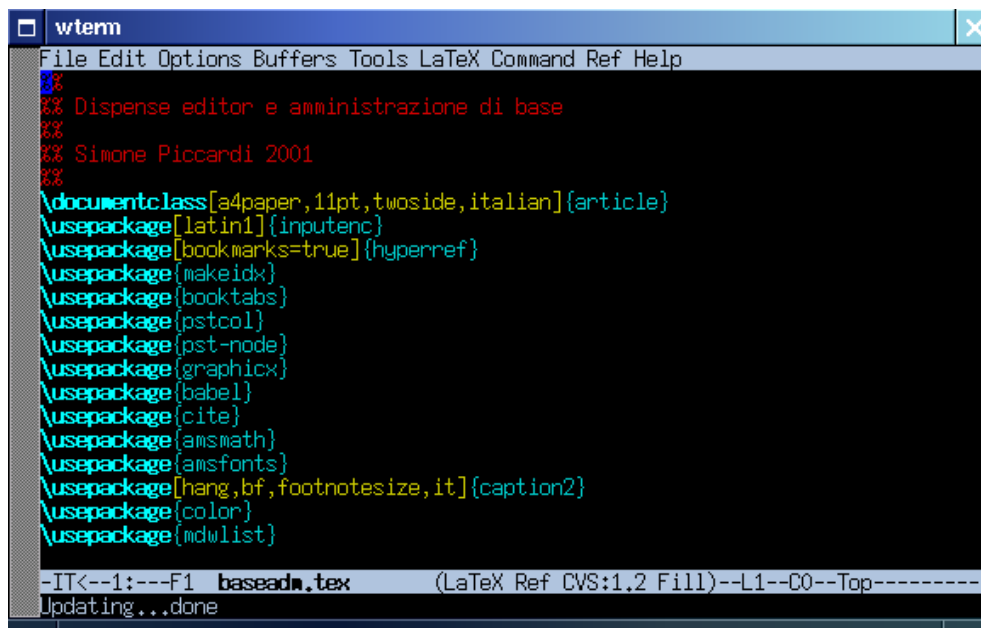 wterm
File Edit Options Buffers Tools LaTeX Command Ref Help
%%
%% Dispense editor e amministrazione di base
%%
%% Simone Piccardi 2001
%%
\documentclass[a4paper,11pt,twoside,italian]{article}
\usepackage[latin1]{inputenc}
\usepackage[bookmarks=true]{hyperref}
\usepackage{makeidx}
\usepackage{booktabs}
\usepackage{pstcol}
\usepackage{pst-node}
\usepackage{graphicx}
\usepackage{babel}
\usepackage{cite}
\usepackage{amsmath}
\usepackage{amsfonts}
\usepackage[hang,bf,footnotesize,it]{caption2}
\usepackage{color}
\usepackage{mdwlist}
-IT<--1:---F1  baseadm.tex       (LaTeX Ref CVS:1.2 Fill)--L1--C0--Top---------
Updating...done